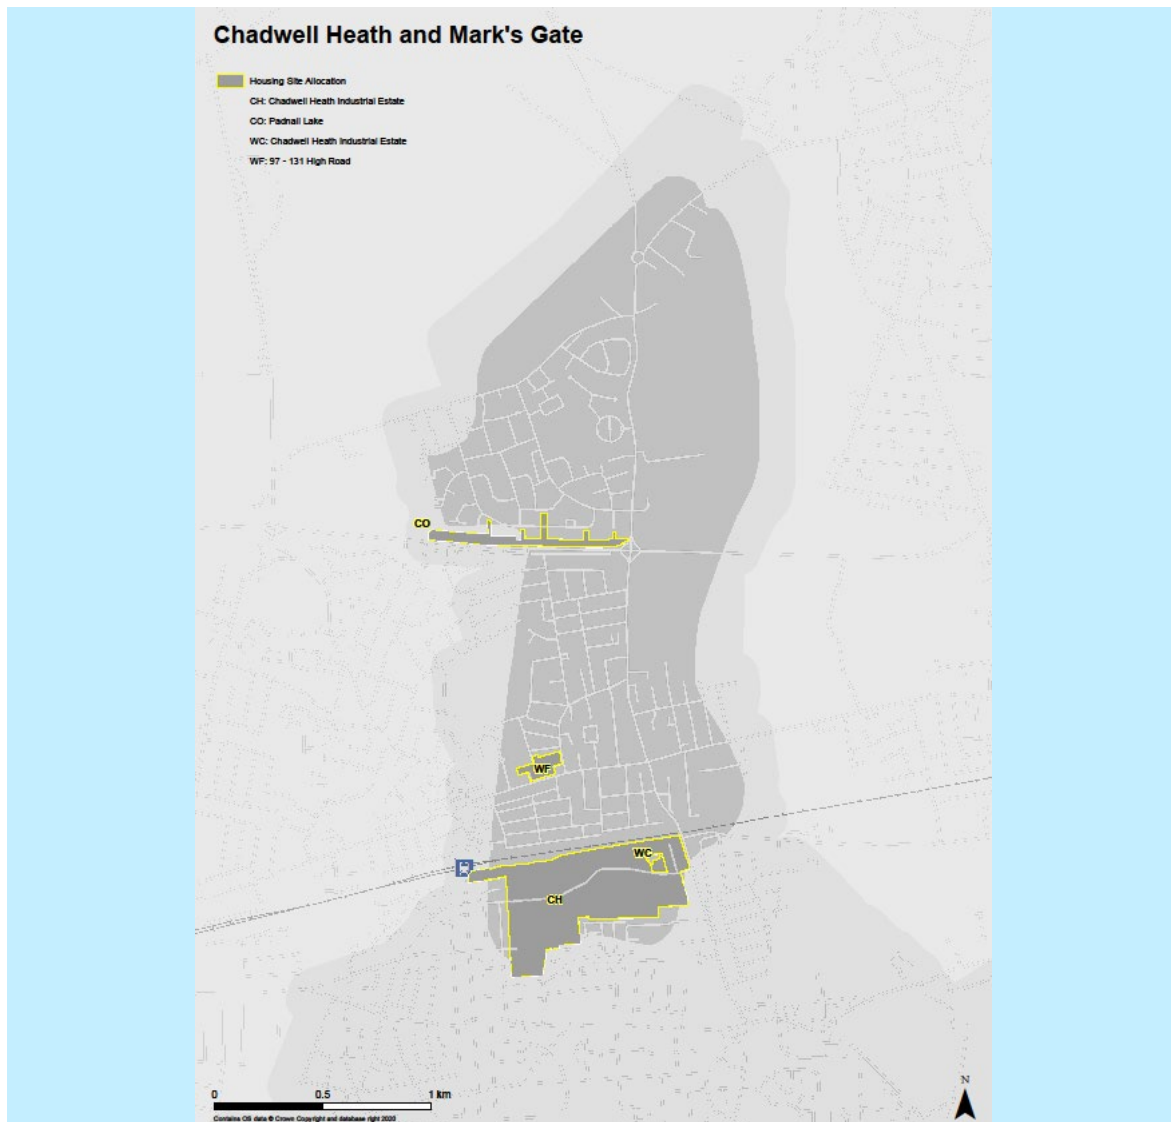 Chadwell Heath and Mark's Gate
Housing Site Allocation
CH: Chadwell Heath Industrial Estate
CO: Padnall Lake
WC: Chadwell Heath Industrial Estate
WF: 97 - 131 High Road
CO
WF
WC
CH
0 0.5 1 km
N
Contains OS data © Crown Copyright and database right 2020